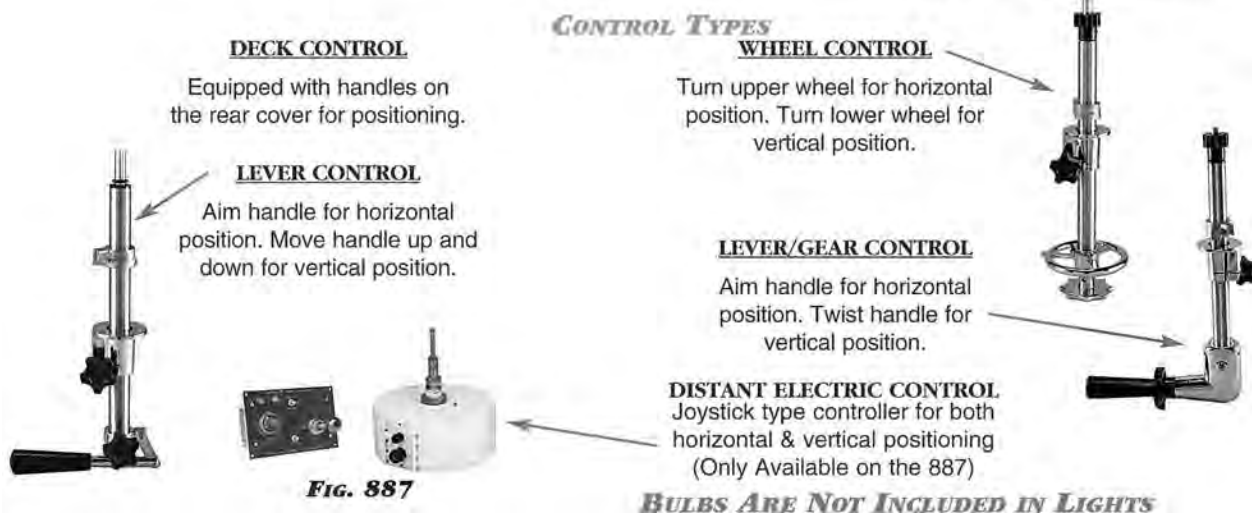 CONTROL TYPES
DECK CONTROL
Equipped with handles on
the rear cover for positioning.
LEVER CONTROL
Aim handle for horizontal
position. Move handle up and
down for vertical position.
WHEEL CONTROL
Turn upper wheel for horizontal
position. Turn lower wheel for
vertical position.
LEVER/GEAR CONTROL
Aim handle for horizontal
position. Twist handle for
vertical position.
DISTANT ELECTRIC CONTROL
Joystick type controller for both
horizontal & vertical positioning
(Only Available on the 887)
FIG. 887
BULBS ARE NOT INCLUDED IN LIGHTS